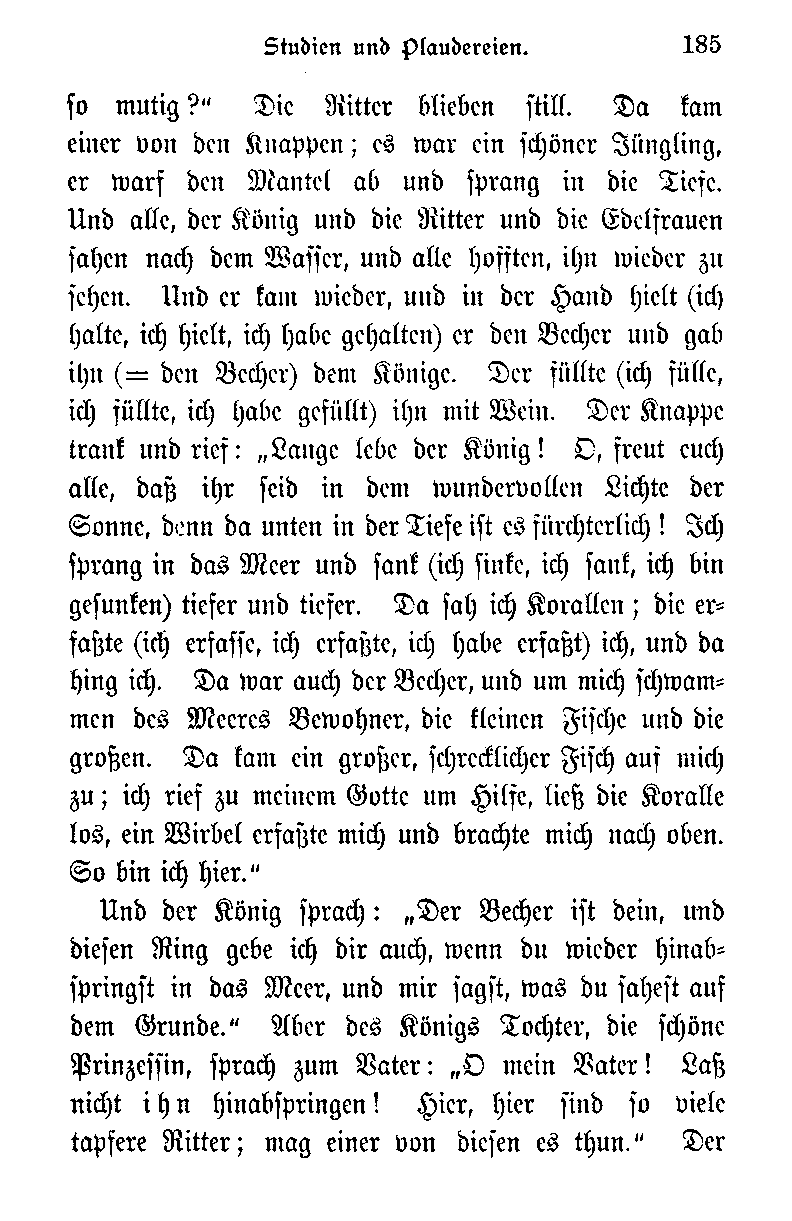 Studien und Plaudereien. 185
so mutig?“ Die Ritter blieben still. Da kam
einer von den Knappen; es war ein schöner Jüngling,
er warf den Mantel ab und sprang in die Tiefe.
Und alle, der König und die Ritter und die Edelfrauen
sahen nach dem Wasser, und alle hofften, ihn wieder zu
sehen. Und er kam wieder, und in der Hand hielt (ich
halte, ich hielt, ich habe gehalten) er den Becher und gab
ihn (= den Becher) dem Könige. Der füllte (ich fülle,
ich füllte, ich habe gefüllt) ihn mit Wein. Der Knappe
trank und rief: „Lange lebe der König! O, freut euch
alle, daß ihr seid in dem wundervollen Lichte der
Sonne, denn da unten in der Tiefe ist es fürchterlich! Ich
sprang in das Meer und sank (ich sinke, ich sank, ich bin
gesunken) tiefer und tiefer. Da sah ich Korallen; die er-
faßte (ich erfasse, ich erfaßte, ich habe erfaßt) ich, und da
hing ich. Da war auch der Becher, und um mich schwam-
men des Meeres Bewohner, die kleinen Fische und die
großen. Da kam ein großer, schrecklicher Fisch auf mich
zu; ich rief zu meinem Gotte um Hilfe, ließ die Koralle
los, ein Wirbel erfaßte mich und brachte mich nach oben.
So bin ich hier.“
Und der König sprach: „Der Becher ist dein, und
diesen Ring gebe ich dir auch, wenn du wieder hinab-
springst in das Meer, und mir sagst, was du sahest auf
dem Grunde.“ Aber des Königs Tochter, die schöne
Prinzessin, sprach zum Vater: „O mein Vater! Laß
nicht ihn hinabspringen! Hier, hier sind so viele
tapfere Ritter; mag einer von diesen es thun.“ Der